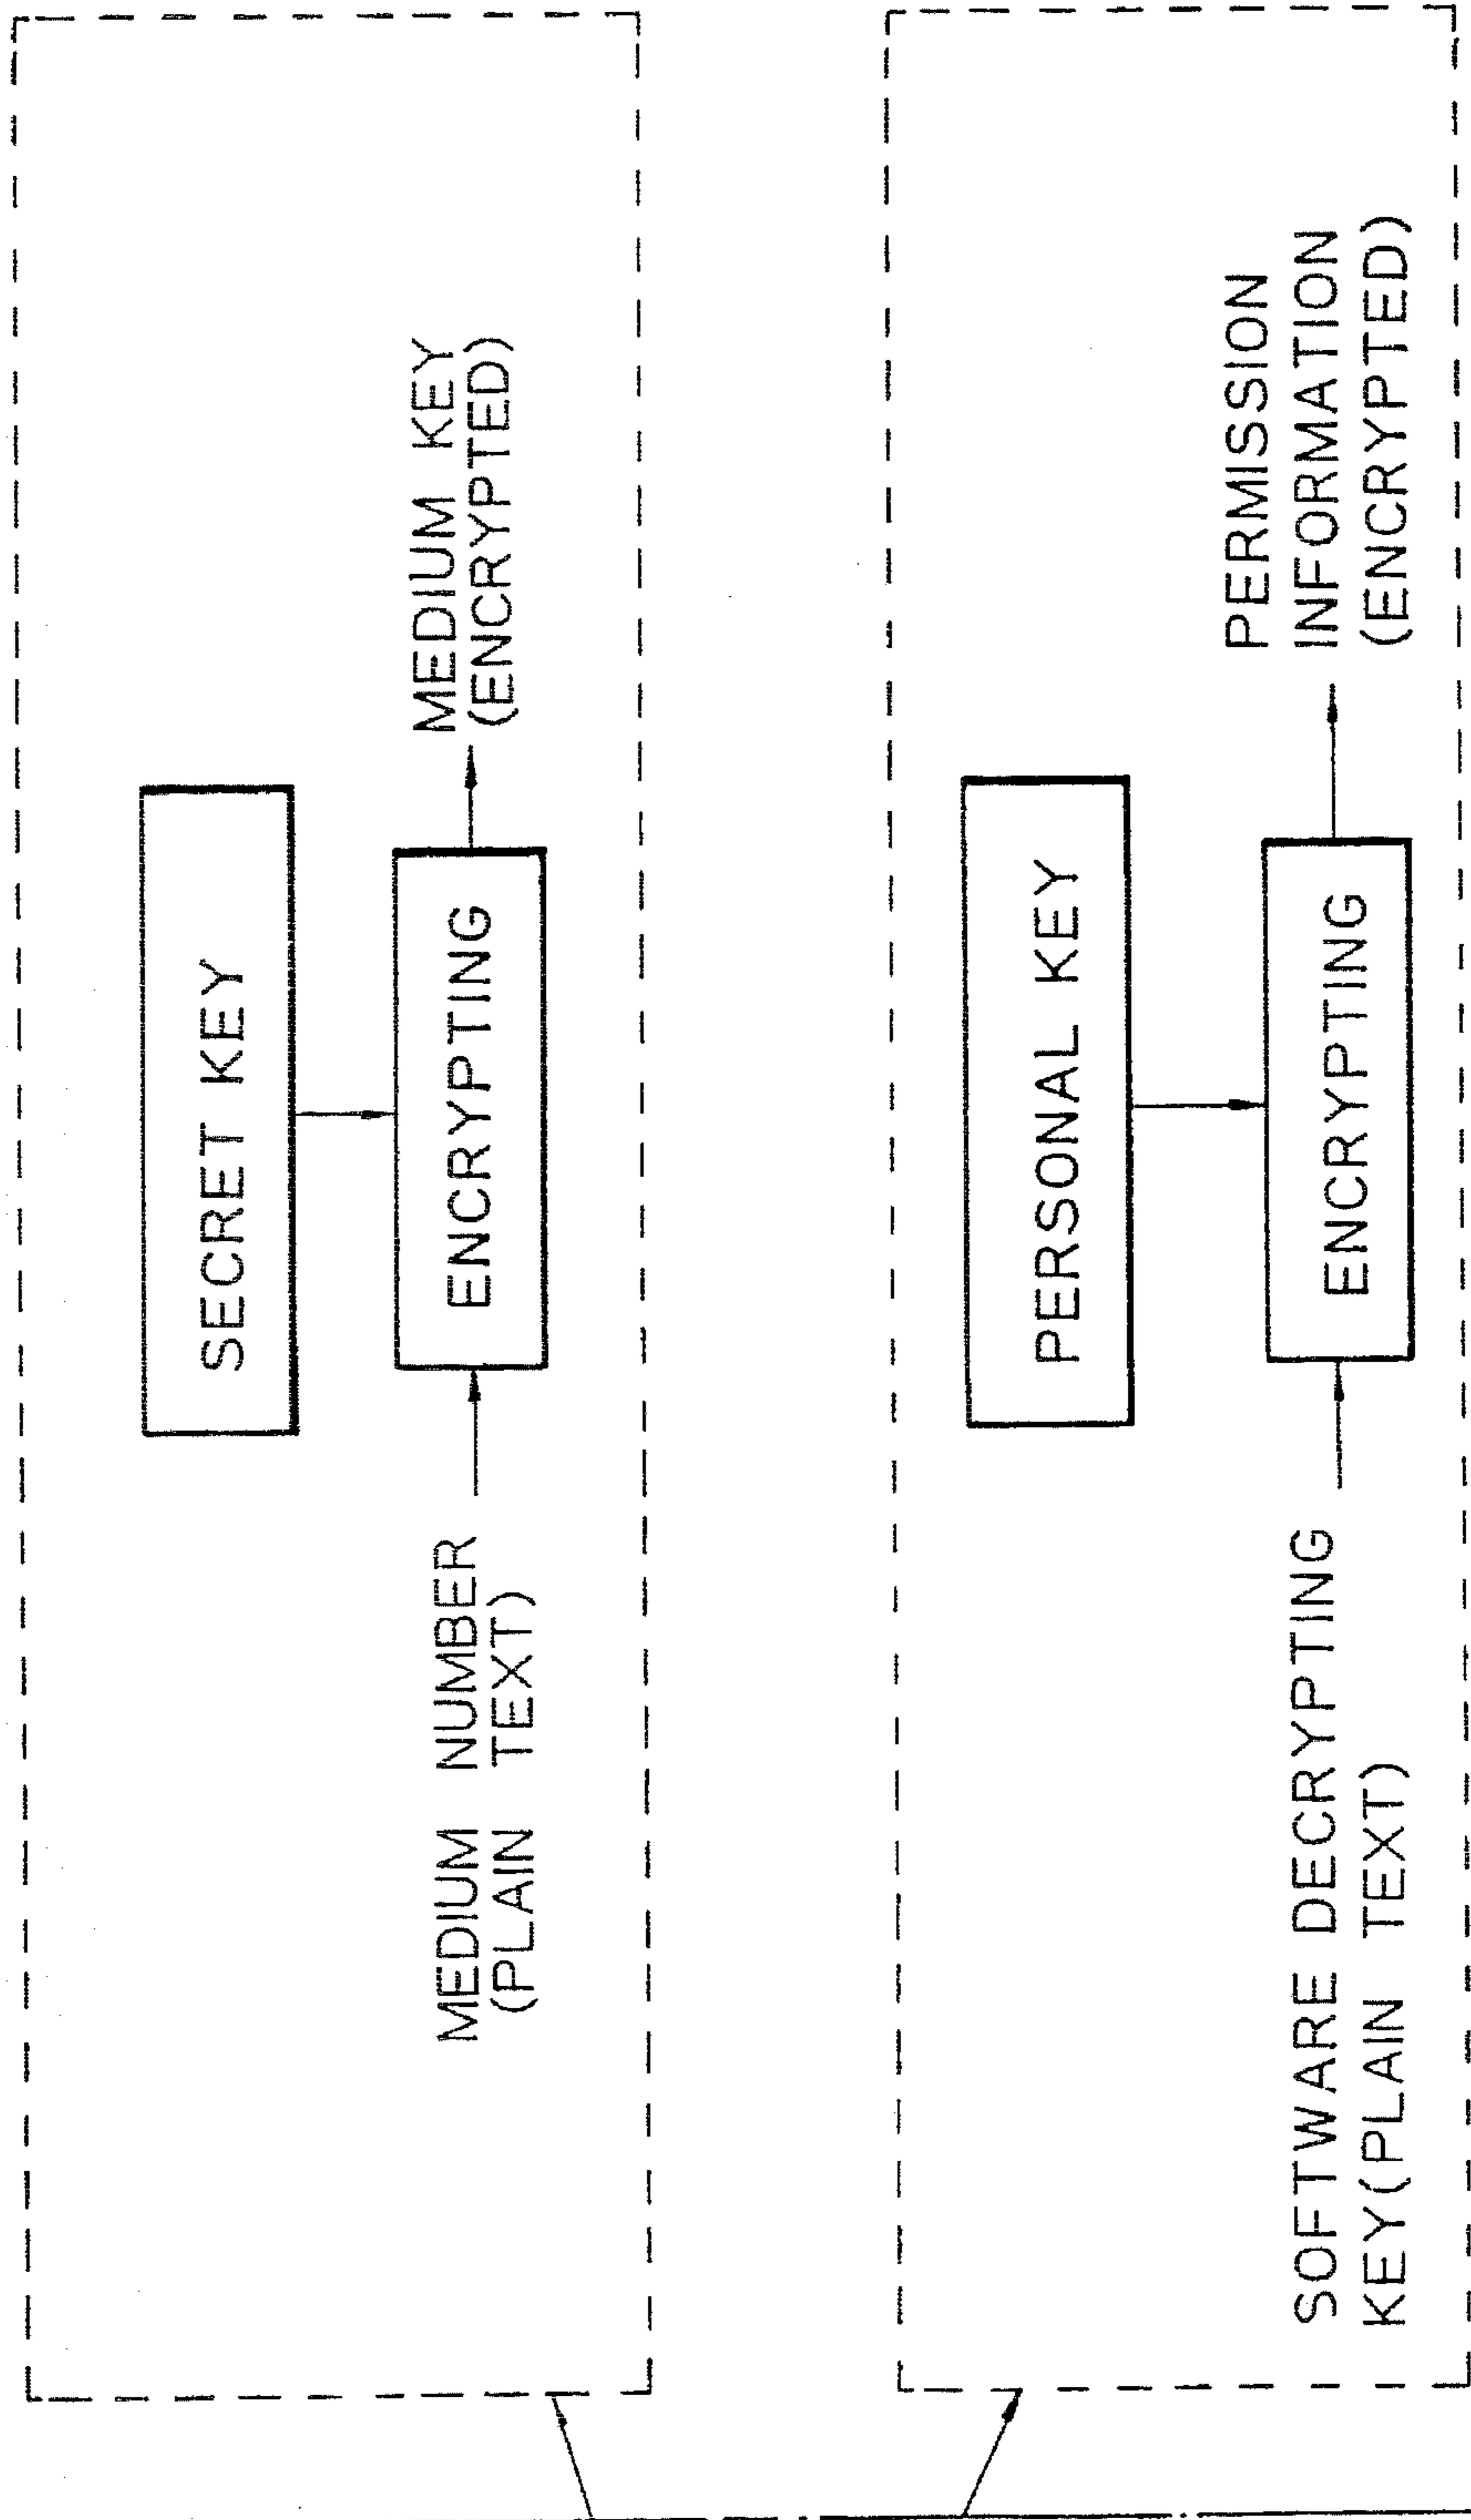 SECRET KEY
MEDIUM NUMBER
(PLAIN TEXT)
ENCRYPTING
MEDIUM KEY
(ENCRYPTED)
PERSONAL KEY
SOFTWARE DECRYPTING
KEY(PLAIN TEXT)
ENCRYPTING
PERMISSION
INFORMATION
(ENCRYPTED)